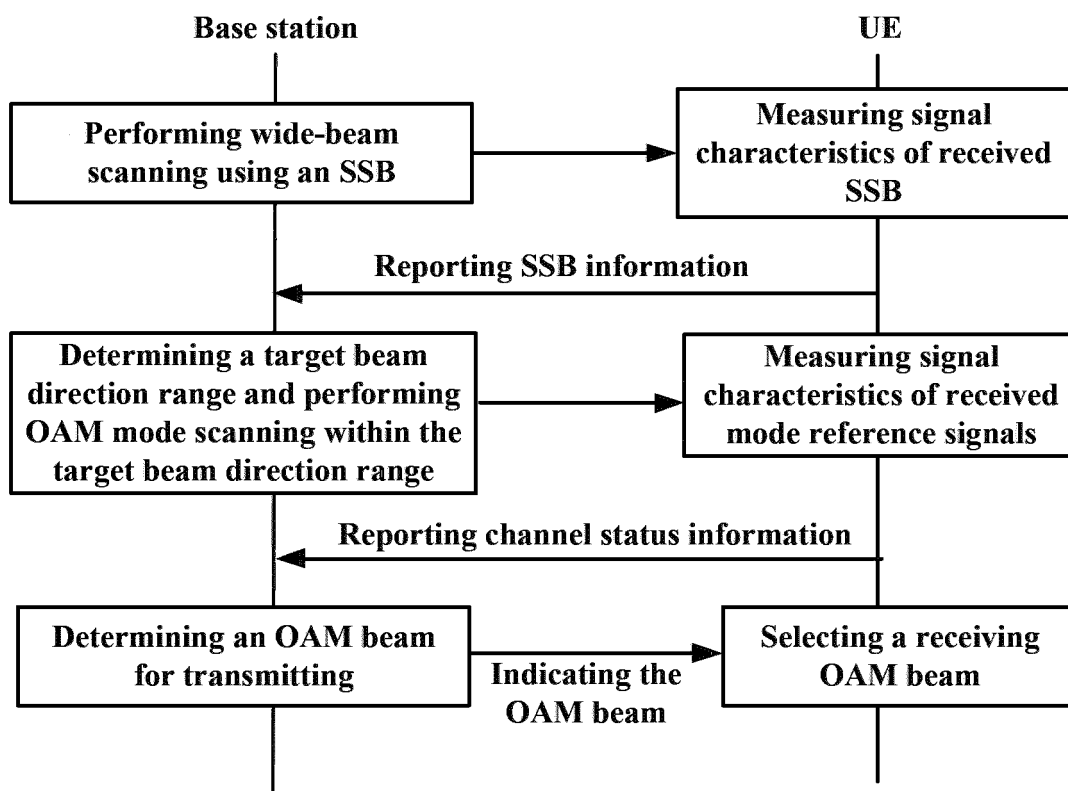 Base station
UE
Performing wide-beam
scanning using an SSB
Measuring signal
characteristics of received
SSB
Reporting SSB information
Determining a target beam
direction range and performing
OAM mode scanning within the
target beam direction range
Measuring signal
characteristics of received
mode reference signals
Reporting channel status information
Determining an OAM beam
for transmitting
Indicating the
OAM beam
Selecting a receiving
OAM beam